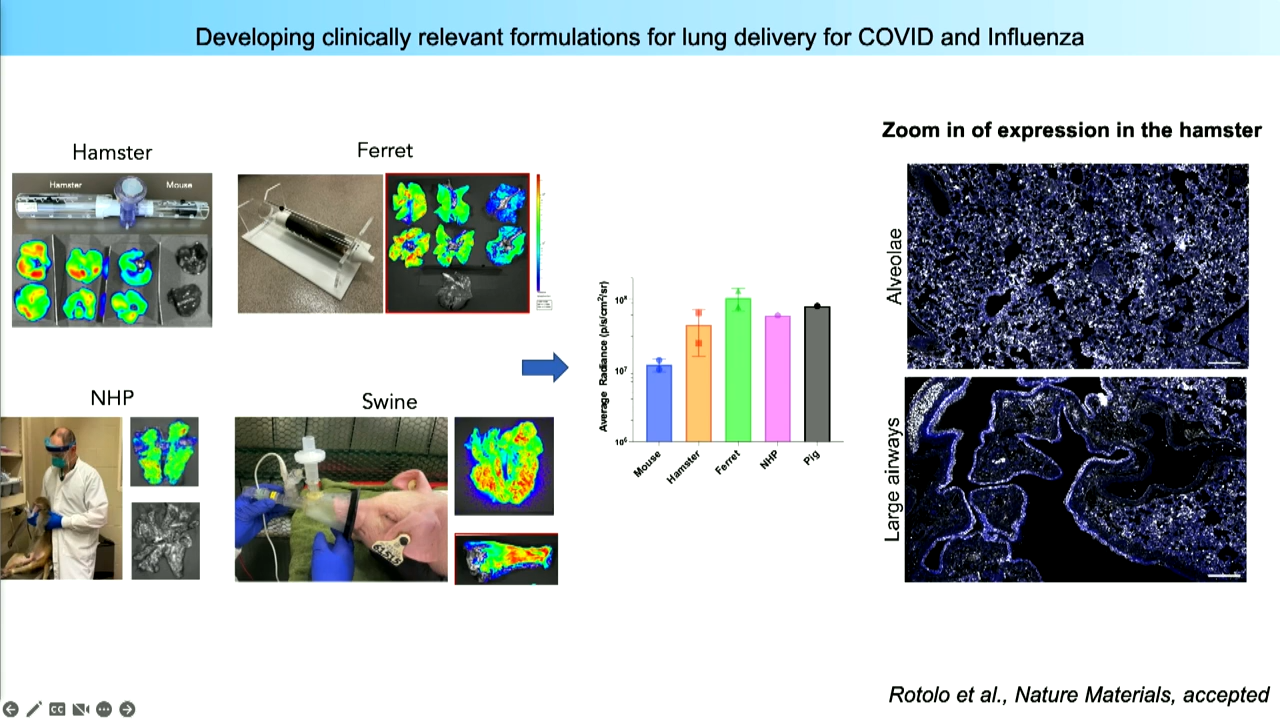 Developing clinically relevant formulations for lung delivery for COVID and Influenza
Hamster
Hamster
Mouse
Ferret
NHP
Swine
Average Radiance (p/s/cm²/sr)
10⁸
10⁷
10⁶
Mouse
Hamster
Ferret
NHP
Pig
Zoom in of expression in the hamster
Alveolae
Large airways
Rotolo et al., Nature Materials, accepted
CC